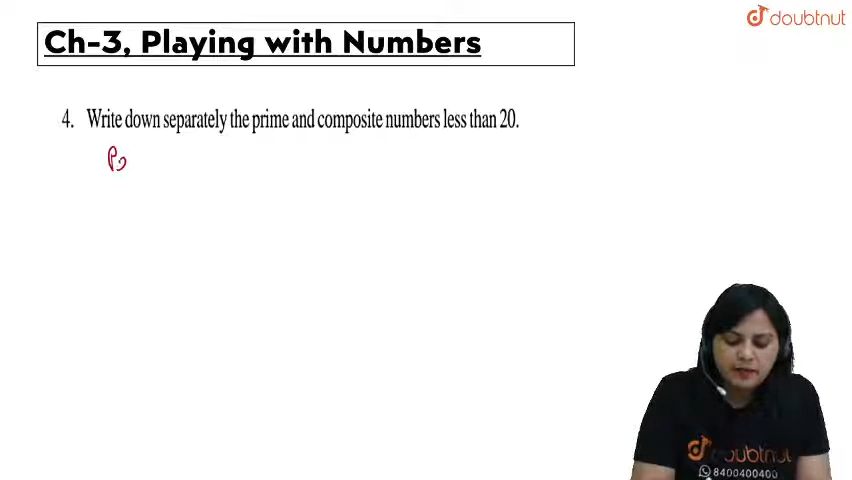 doubtnut
Ch-3, Playing with Numbers
4. Write down separately the prime and composite numbers less than 20.
doubtnut
8400400400